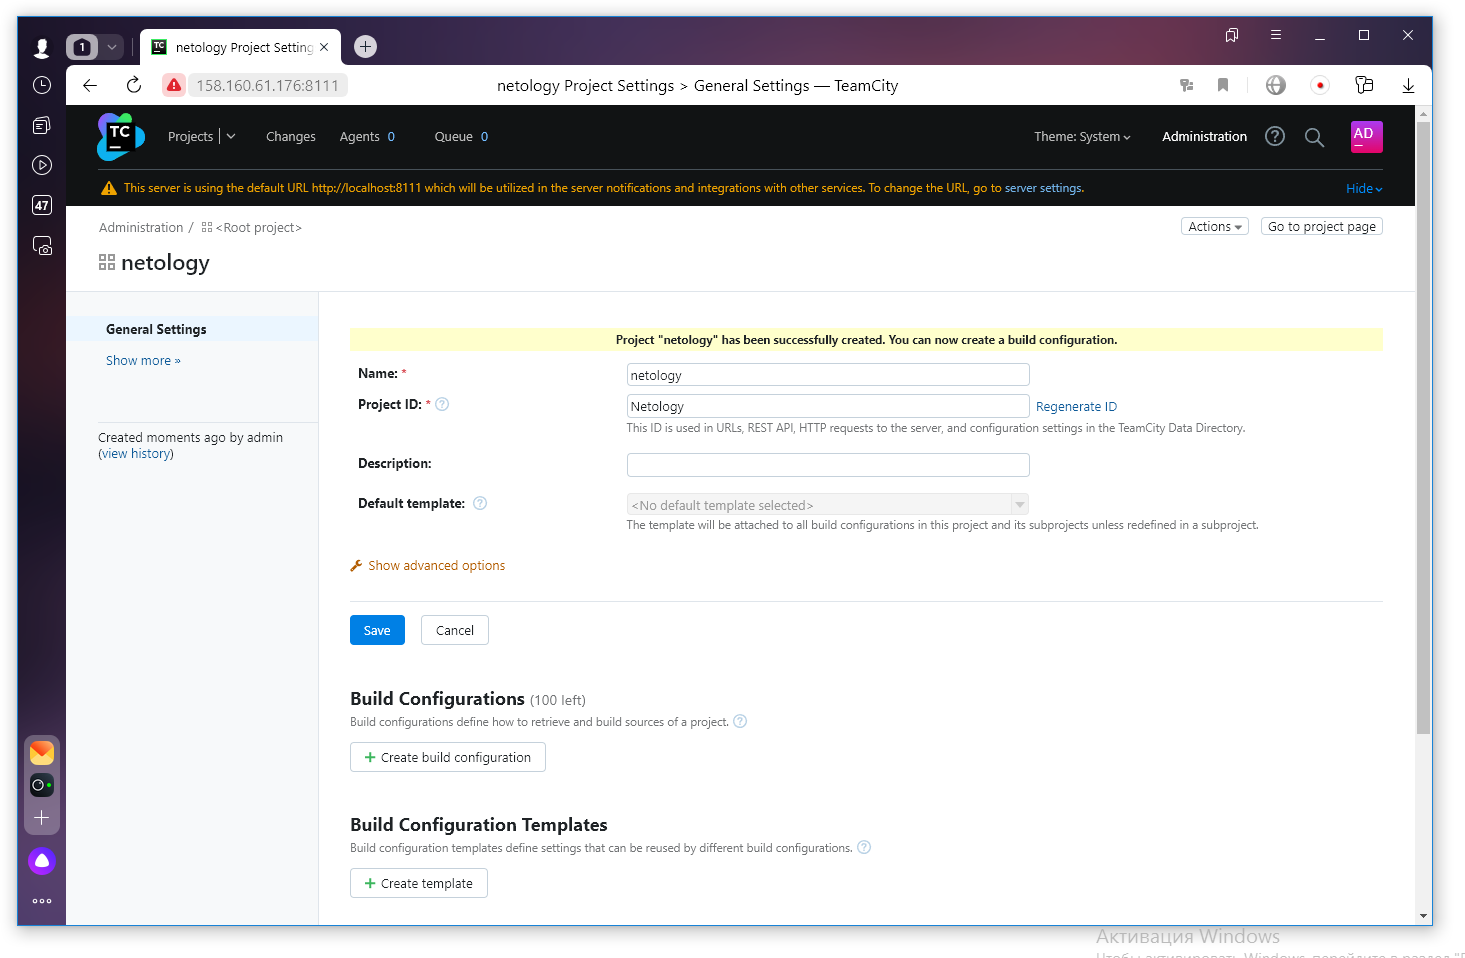 1
netology Project Setting
158.160.61.176:8111
netology Project Settings > General Settings — TeamCity
47
TC
Projects
Changes
Agents 0
Queue 0
Theme: System
Administration
AD
This server is using the default URL http://localhost:8111 which will be utilized in the server notifications and integrations with other services. To change the URL, go to server settings.
Hide
Administration / <Root project>
Actions
Go to project page
netology
General Settings
Show more »
Created moments ago by admin
(view history)
Project "netology" has been successfully created. You can now create a build configuration.
Name: *
netology
Project ID: *
Netology
Regenerate ID
This ID is used in URLs, REST API, HTTP requests to the server, and configuration settings in the TeamCity Data Directory.
Description:
Default template:
<No default template selected>
The template will be attached to all build configurations in this project and its subprojects unless redefined in a subproject.
Show advanced options
Save
Cancel
Build Configurations (100 left)
Build configurations define how to retrieve and build sources of a project.
+ Create build configuration
Build Configuration Templates
Build configuration templates define settings that can be reused by different build configurations.
+ Create template
Активация Windows
Чтобы активировать Windows, перейдите в раздел "П